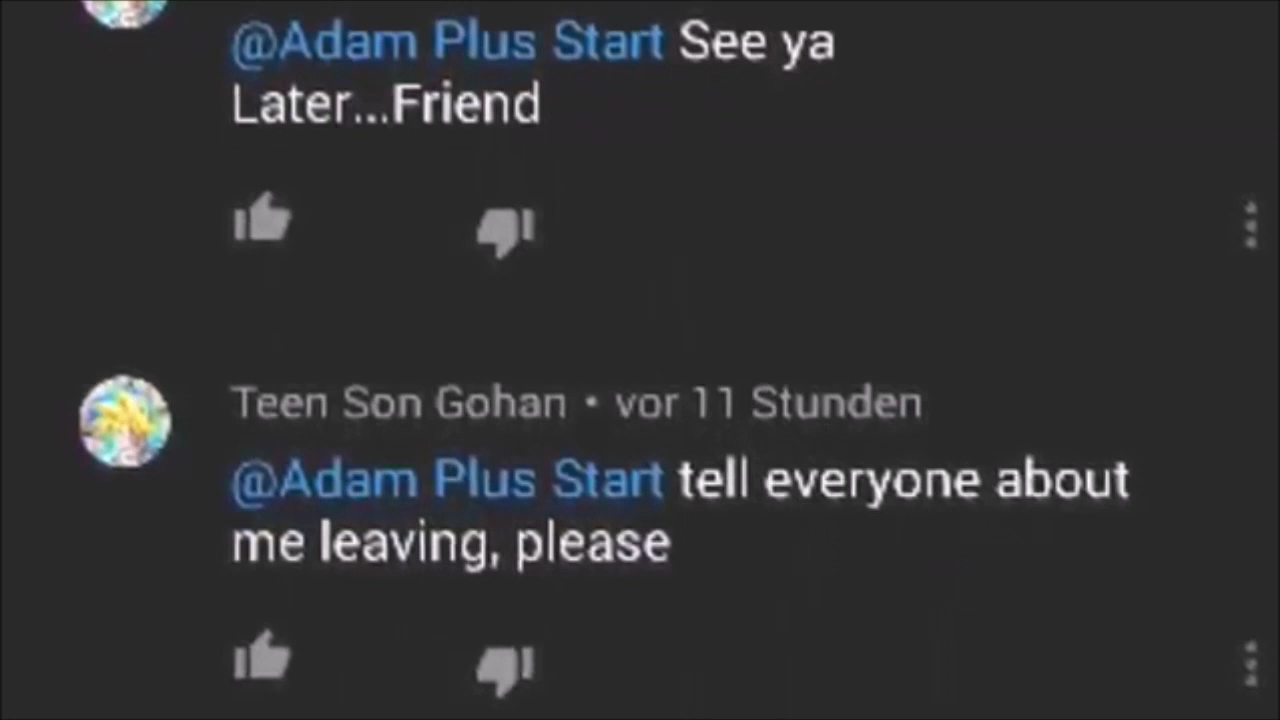 @Adam Plus Start See ya
Later...Friend
Teen Son Gohan • vor 11 Stunden
@Adam Plus Start tell everyone about
me leaving, please